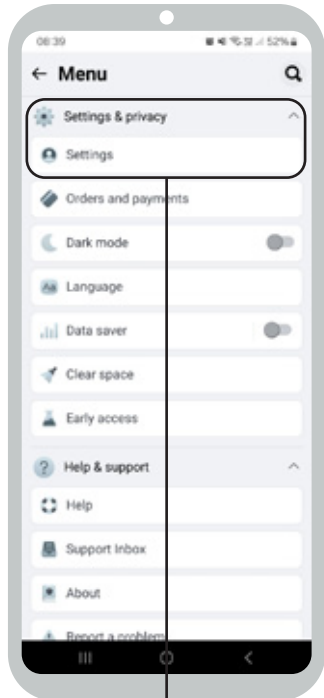 08:39 52%
Menu
Settings & privacy
Settings
Orders and payments
Dark mode
Language
Data saver
Clear space
Early access
Help & support
Help
Support Inbox
About
Report a problem